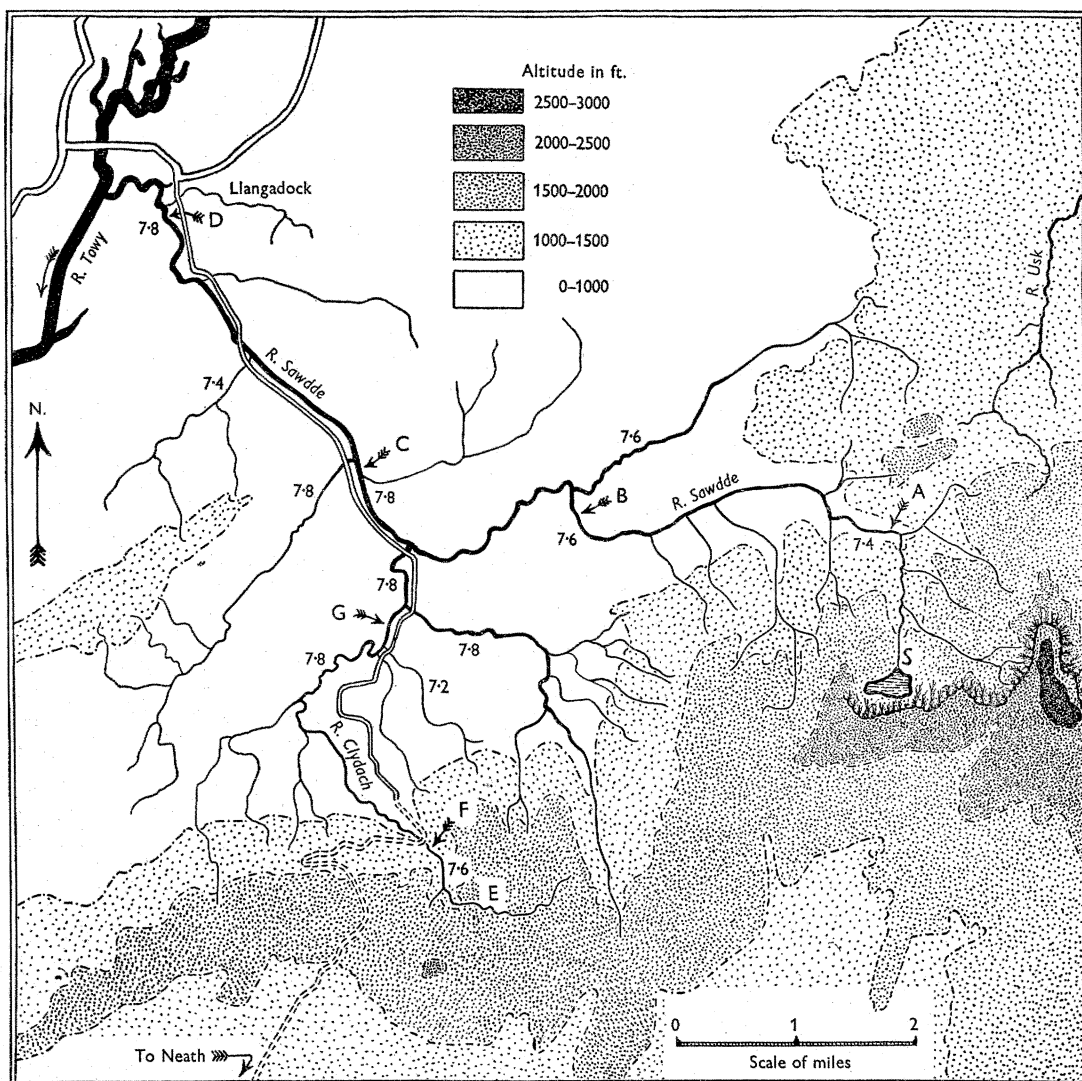 Altitude in ft.
2500–3000
2000–2500
1500–2000
1000–1500
0–1000
Llangadock
D
7·8
R. Towy
R. Usk
R. Sawdde
7·4
N.
C
7·6
A
7·8
7·8
B
R. Sawdde
7·6
7·4
7·8
G
7·8
7·8
7·2
S
R. Clydach
F
7·6
E
0
1
2
Scale of miles
To Neath